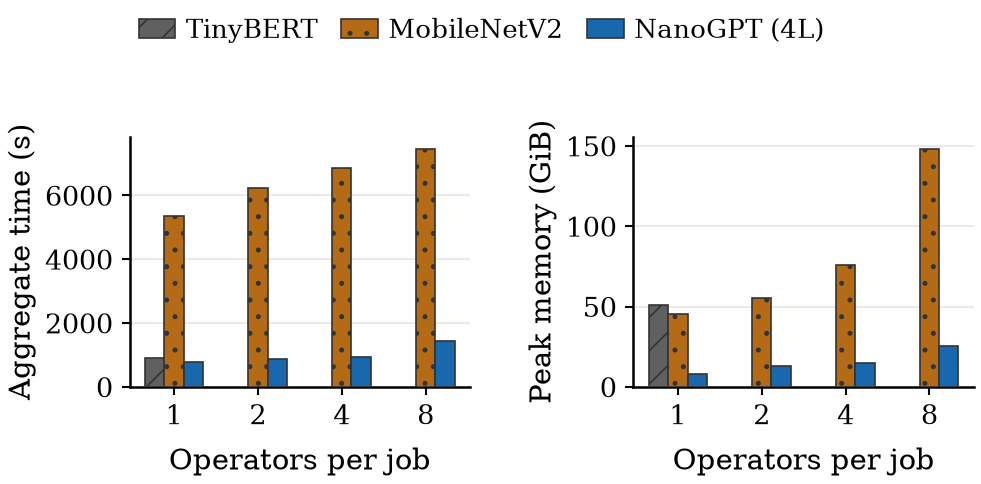 TinyBERT MobileNetV2 NanoGPT (4L)
Aggregate time (s)
6000
4000
2000
0
1 2 4 8
Operators per job
Peak memory (GiB)
150
100
50
0
1 2 4 8
Operators per job